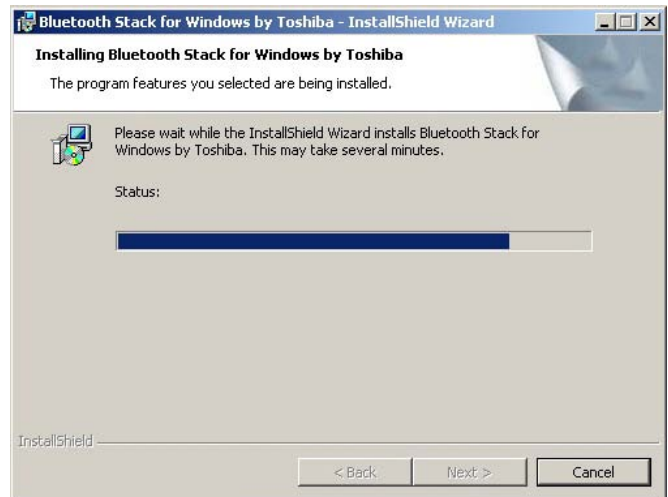 Bluetooth Stack for Windows by Toshiba - InstallShield Wizard
Installing Bluetooth Stack for Windows by Toshiba
The program features you selected are being installed.
Please wait while the InstallShield Wizard installs Bluetooth Stack for
Windows by Toshiba. This may take several minutes.
Status:
InstallShield
< Back
Next >
Cancel